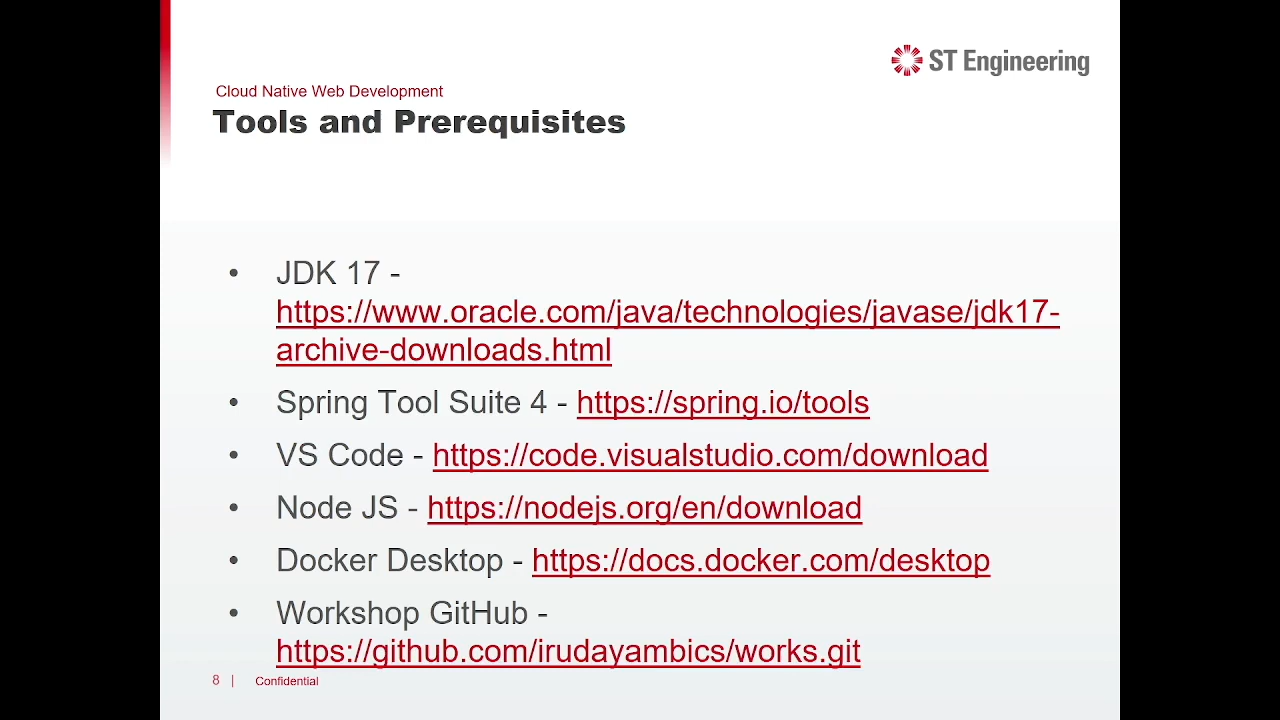 ST Engineering
Cloud Native Web Development
Tools and Prerequisites
• JDK 17 -
https://www.oracle.com/java/technologies/javase/jdk17-
archive-downloads.html
• Spring Tool Suite 4 - https://spring.io/tools
• VS Code - https://code.visualstudio.com/download
• Node JS - https://nodejs.org/en/download
• Docker Desktop - https://docs.docker.com/desktop
• Workshop GitHub -
https://github.com/irudayambics/works.git
8 | Confidential